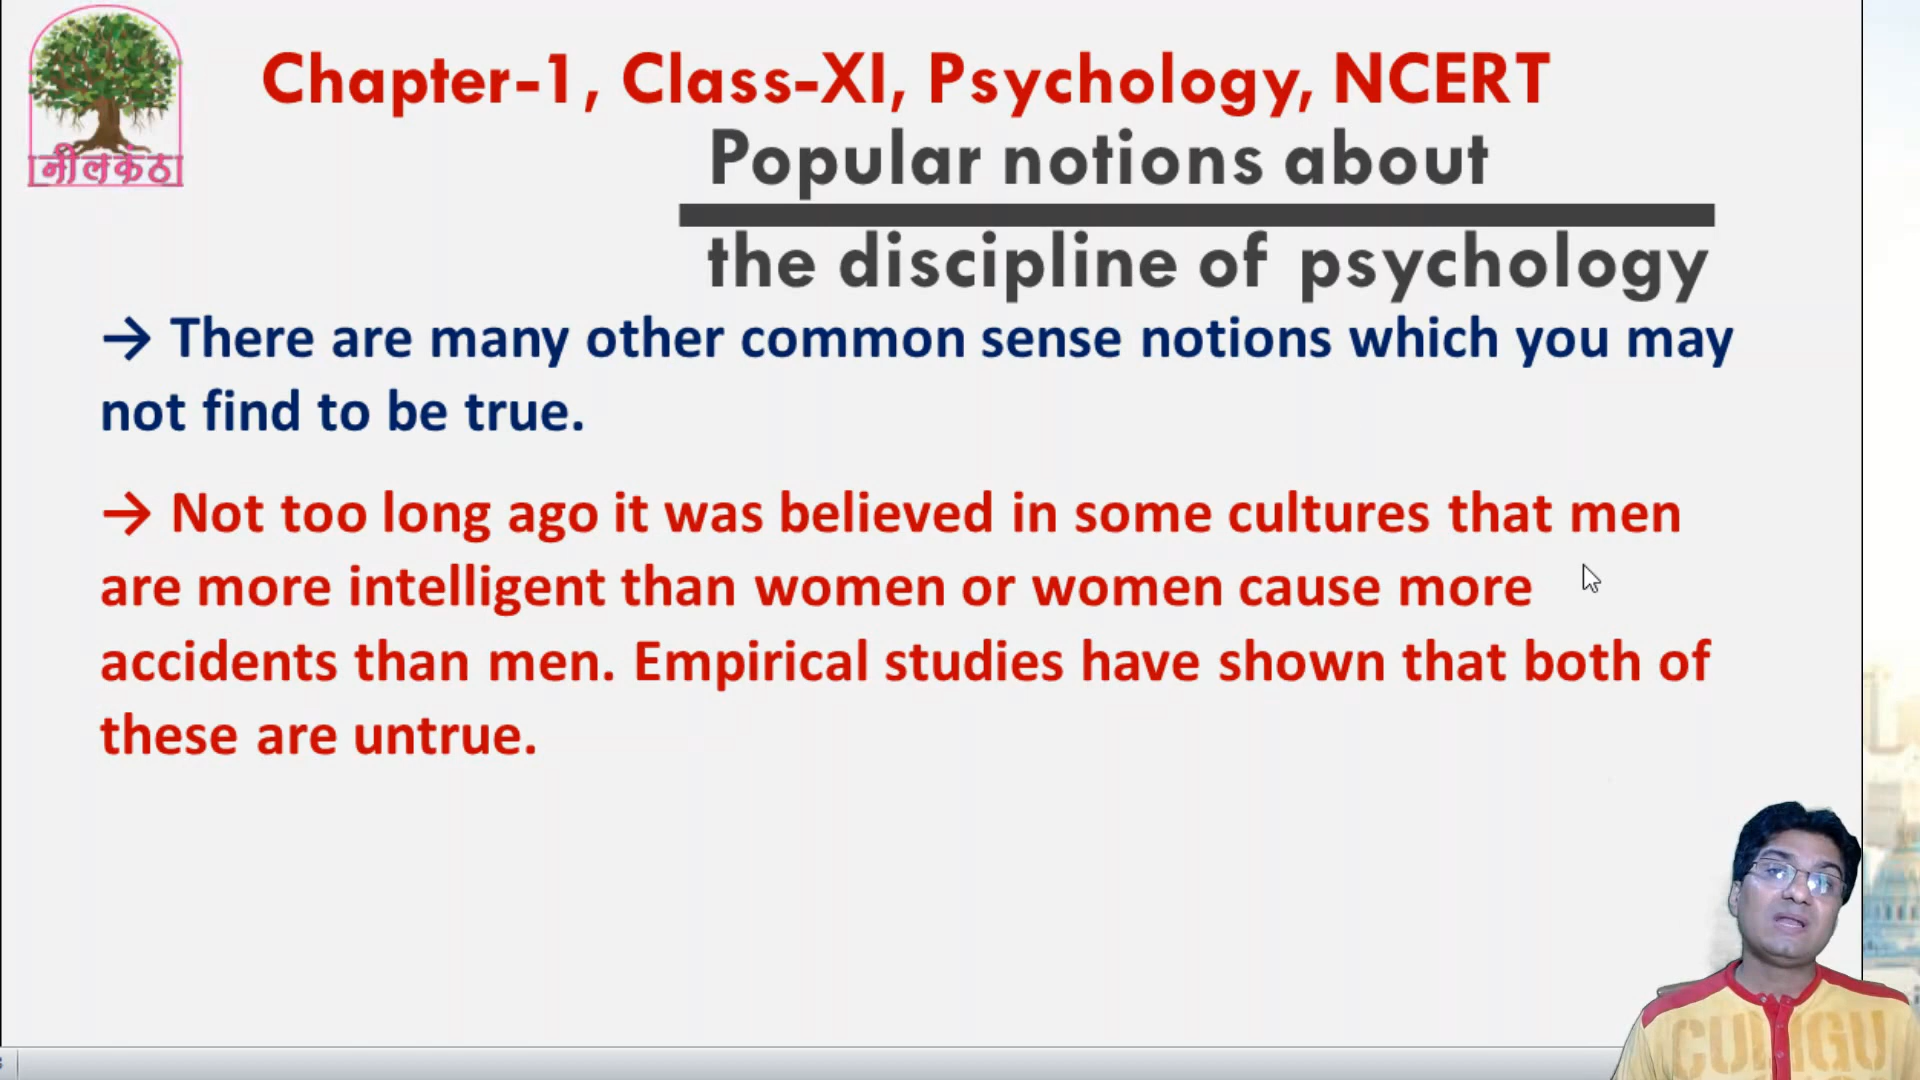 नीलकंठ
Chapter-1, Class-XI, Psychology, NCERT
Popular notions about
the discipline of psychology
→ There are many other common sense notions which you may
not find to be true.
→ Not too long ago it was believed in some cultures that men
are more intelligent than women or women cause more
accidents than men. Empirical studies have shown that both of
these are untrue.